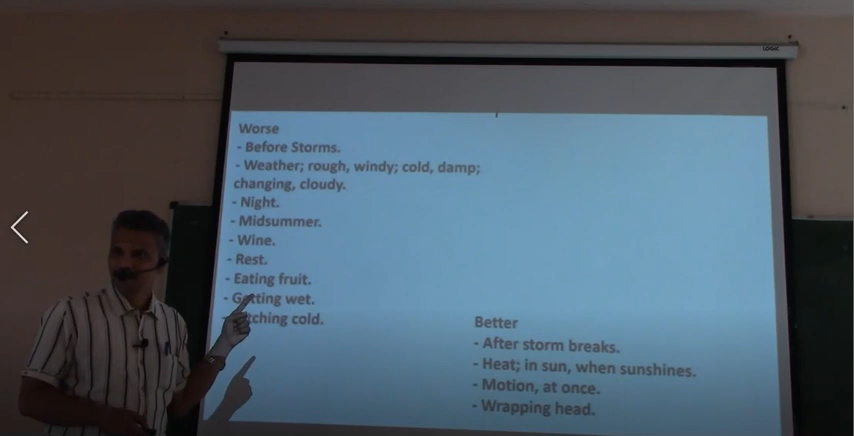 LOGIC
Worse
- Before Storms.
- Weather; rough, windy; cold, damp;
changing, cloudy.
- Night.
- Midsummer.
- Wine.
- Rest.
- Eating fruit.
- Getting wet.
cold.
Better
- After storm breaks.
- Heat; in sun, when sunshines.
- Motion, at once.
- Wrapping head.